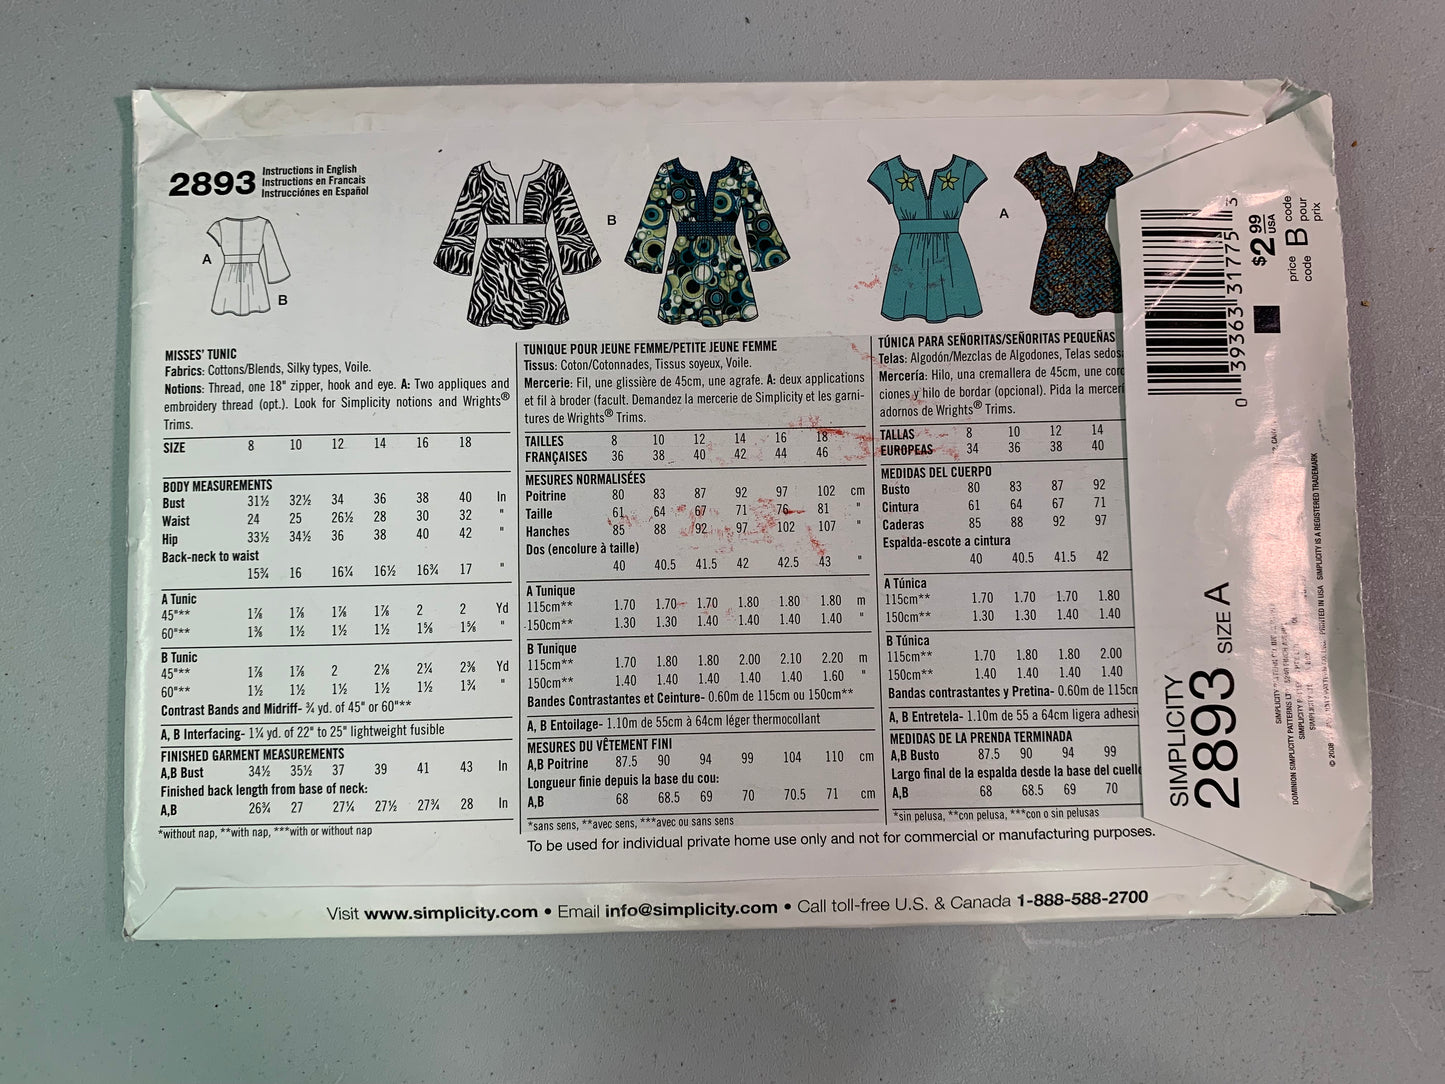 2893
Instructions in English
Instructions en Francais
Instrucciónes en Español
A
B
B
A
MISSES' TUNIC
Fabrics: Cottons/Blends, Silky types, Voile.
Notions: Thread, one 18" zipper, hook and eye. A: Two appliques and
embroidery thread (opt.). Look for Simplicity notions and Wrights®
Trims.
SIZE 8 10 12 14 16 18
BODY MEASUREMENTS
Bust 31½ 32½ 34 36 38 40 In
Waist 24 25 26½ 28 30 32 "
Hip 33½ 34½ 36 38 40 42 "
Back-neck to waist
15¾ 16 16¼ 16½ 16¾ 17 "
A Tunic
45"** 1⅞ 1⅞ 1⅞ 1⅞ 2 2 Yd
60"** 1⅜ 1½ 1½ 1½ 1⅝ 1⅝ "
B Tunic
45"** 1⅞ 1⅞ 2 2⅛ 2¼ 2⅜ Yd
60"** 1½ 1½ 1½ 1½ 1½ 1¾ "
Contrast Bands and Midriff- ¾ yd. of 45" or 60"**
A, B Interfacing- 1¼ yd. of 22" to 25" lightweight fusible
FINISHED GARMENT MEASUREMENTS
A,B Bust 34½ 35½ 37 39 41 43 In
Finished back length from base of neck:
A,B 26¾ 27 27¼ 27½ 27¾ 28 In
*without nap, **with nap, ***with or without nap
TUNIQUE POUR JEUNE FEMME/PETITE JEUNE FEMME
Tissus: Coton/Cotonnades, Tissus soyeux, Voile.
Mercerie: Fil, une glissière de 45cm, une agrafe. A: deux applications
et fil à broder (facult. Demandez la mercerie de Simplicity et les garni-
tures de Wrights® Trims.
TAILLES 8 10 12 14 16 18
FRANÇAISES 36 38 40 42 44 46
MESURES NORMALISÉES
Poitrine 80 83 87 92 97 102 cm
Taille 61 64 67 71 76 81 "
Hanches 85 88 92 97 102 107 "
Dos (encolure à taille)
40 40.5 41.5 42 42.5 43 "
A Tunique
115cm** 1.70 1.70 1.70 1.80 1.80 1.80 m
150cm** 1.30 1.30 1.40 1.40 1.40 1.40 "
B Tunique
115cm** 1.70 1.80 1.80 2.00 2.10 2.20 m
150cm** 1.40 1.40 1.40 1.40 1.40 1.60 "
Bandes Contrastantes et Ceinture- 0.60m de 115cm ou 150cm**
A, B Entoilage- 1.10m de 55cm à 64cm léger thermocollant
MESURES DU VÊTEMENT FINI
A,B Poitrine 87.5 90 94 99 104 110 cm
Longueur finie depuis la base du cou:
A,B 68 68.5 69 70 70.5 71 cm
*sans sens, **avec sens, ***avec ou sans sens
TÚNICA PARA SEÑORITAS/SEÑORITAS PEQUEÑAS
Telas: Algodón/Mezclas de Algodones, Telas sedos
Mercería: Hilo, una cremallera de 45cm, une cor
ciones y hilo de bordar (opcional). Pida la mercerí
adornos de Wrights® Trims.
TALLAS 8 10 12 14
EUROPEAS 34 36 38 40
MEDIDAS DEL CUERPO
Busto 80 83 87 92
Cintura 61 64 67 71
Caderas 85 88 92 97
Espalda-escote a cintura
40 40.5 41.5 42
A Túnica
115cm** 1.70 1.70 1.70 1.80
150cm** 1.30 1.30 1.40 1.40
B Túnica
115cm** 1.70 1.80 1.80 2.00
150cm** 1.40 1.40 1.40 1.40
Bandas contrastantes y Pretina- 0.60m de 115cm
A, B Entretela- 1.10m de 55 a 64cm ligera adhesi
MEDIDAS DE LA PRENDA TERMINADA
A,B Busto 87.5 90 94 99
Largo final de la espalda desde la base del cuell
A,B 68 68.5 69 70
*sin pelusa, **con pelusa, ***con o sin pelusas
To be used for individual private home use only and not for commercial or manufacturing purposes.
Visit www.simplicity.com • Email info@simplicity.com • Call toll-free U.S. & Canada 1-888-588-2700
0 39363 31775 3
$2.99 USA
price code
B
code pour prix
SIMPLICITY
2893 SIZE A
PRINTED IN USA SIMPLICITY IS A REGISTERED TRADEMARK
© 2008